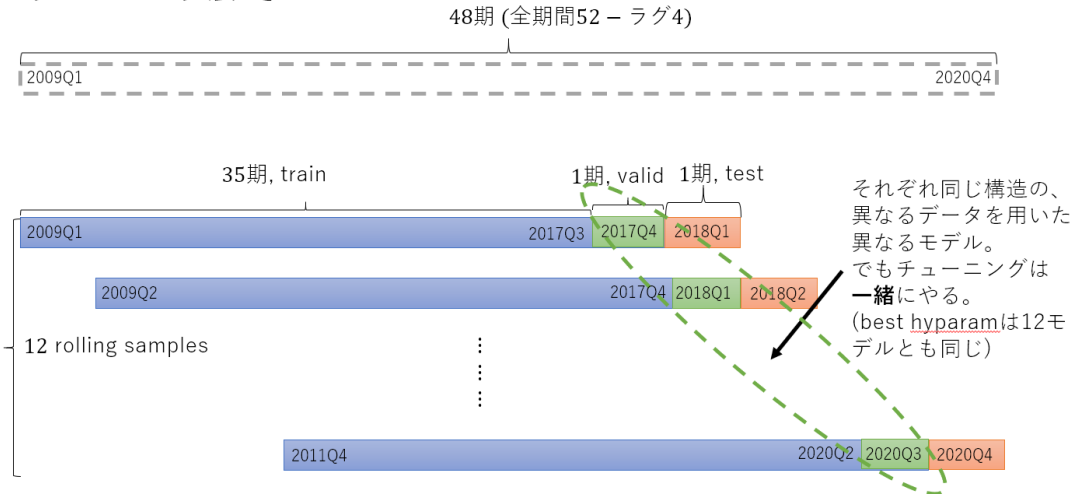 48期 (全期間52 − ラグ4)
2009Q1
2020Q4
35期, train
1期, valid
1期, test
2009Q1
2017Q3
2017Q4
2018Q1
2009Q2
2017Q4
2018Q1
2018Q2
12 rolling samples
2011Q4
2020Q2
2020Q3
2020Q4
それぞれ同じ構造の、
異なるデータを用いた
異なるモデル。
でもチューニングは
一緒にやる。
(best hyparamは12モ
デルとも同じ)